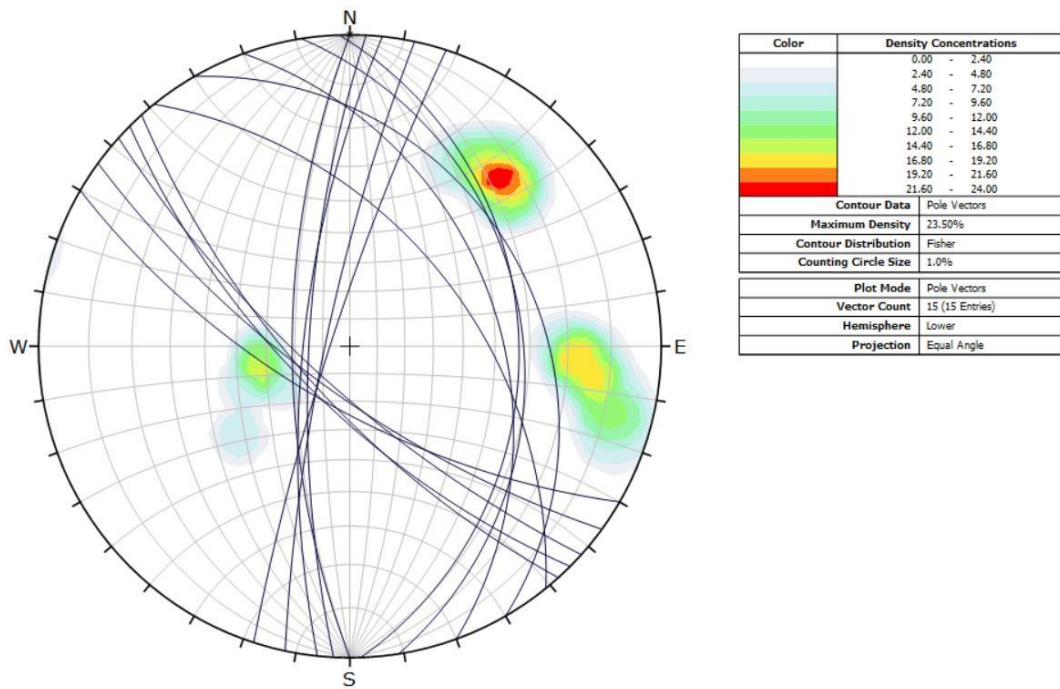 N
W
E
S
Color Density Concentrations
0.00 - 2.40
2.40 - 4.80
4.80 - 7.20
7.20 - 9.60
9.60 - 12.00
12.00 - 14.40
14.40 - 16.80
16.80 - 19.20
19.20 - 21.60
21.60 - 24.00
Contour Data Pole Vectors
Maximum Density 23.50%
Contour Distribution Fisher
Counting Circle Size 1.0%
Plot Mode Pole Vectors
Vector Count 15 (15 Entries)
Hemisphere Lower
Projection Equal Angle